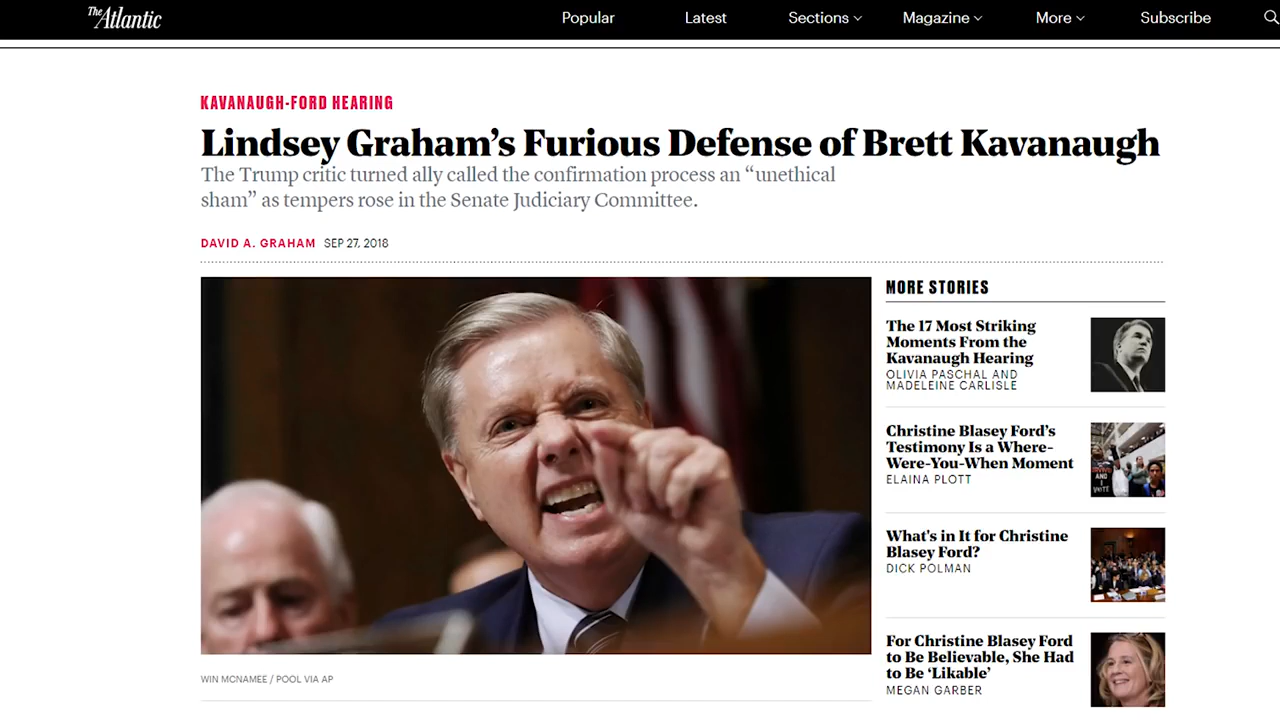 The Atlantic
Popular
Latest
Sections
Magazine
More
Subscribe
KAVANAUGH-FORD HEARING
Lindsey Graham’s Furious Defense of Brett Kavanaugh
The Trump critic turned ally called the confirmation process an “unethical
sham” as tempers rose in the Senate Judiciary Committee.
DAVID A. GRAHAM SEP 27, 2018
WIN MCNAMEE / POOL VIA AP
MORE STORIES
The 17 Most Striking
Moments From the
Kavanaugh Hearing
OLIVIA PASCHAL AND
MADELEINE CARLISLE
Christine Blasey Ford’s
Testimony Is a Where-
Were-You-When Moment
ELAINA PLOTT
AND
What's in It for Christine
Blasey Ford?
DICK POLMAN
For Christine Blasey Ford
to Be Believable, She Had
to Be ‘Likable’
MEGAN GARBER